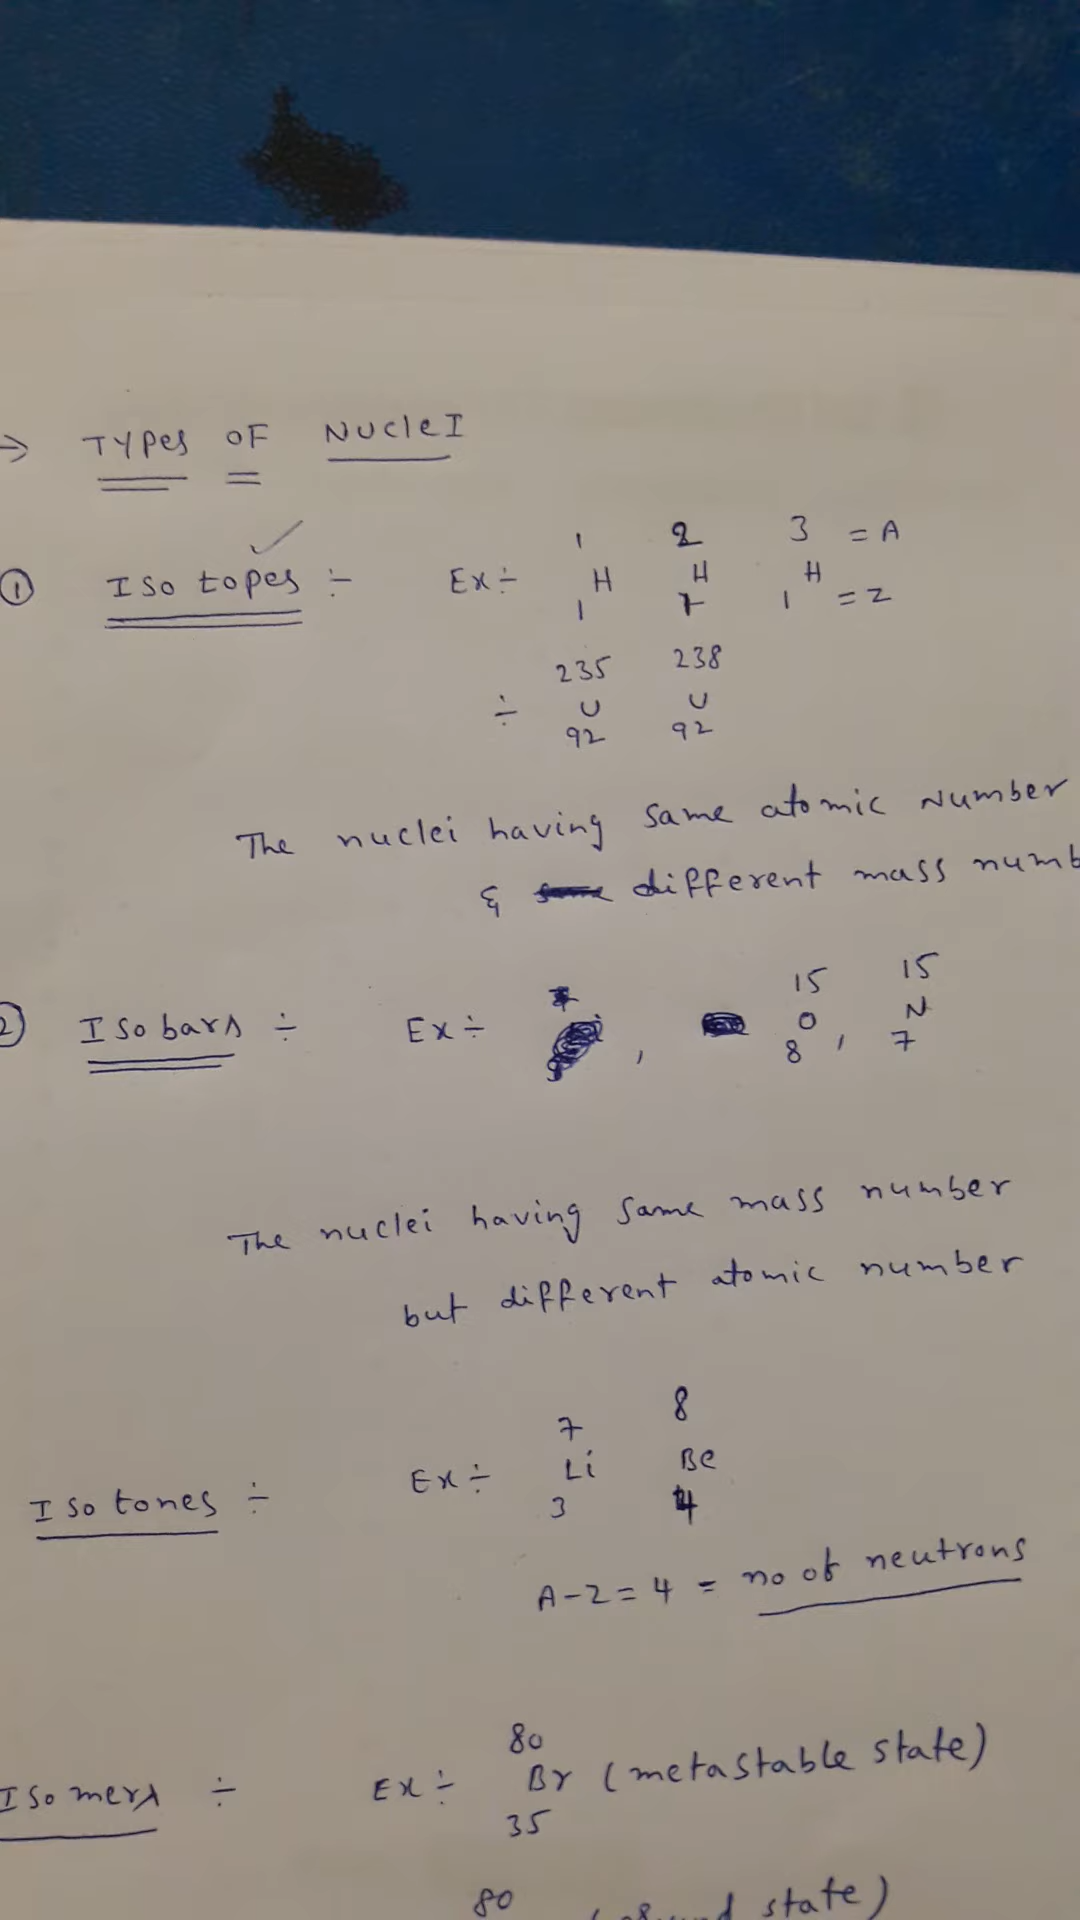 → TYPes OF NucleI
① Isotopes ÷ Ex ÷
1 2 3 = A
H H H
1 1 1 = Z
235 238
÷ U U
92 92
The nuclei having same atomic Number
& different mass numb
2 Isobars ÷ Ex ÷ ,
15 15
O N
8 , 7
The nuclei having same mass number
but different atomic number
7 8
Isotones ÷ Ex ÷ Li Be
3 4
A-Z = 4 = no of neutrons
80
Isomers ÷ Ex ÷ Br (metastable state)
35
80
state)